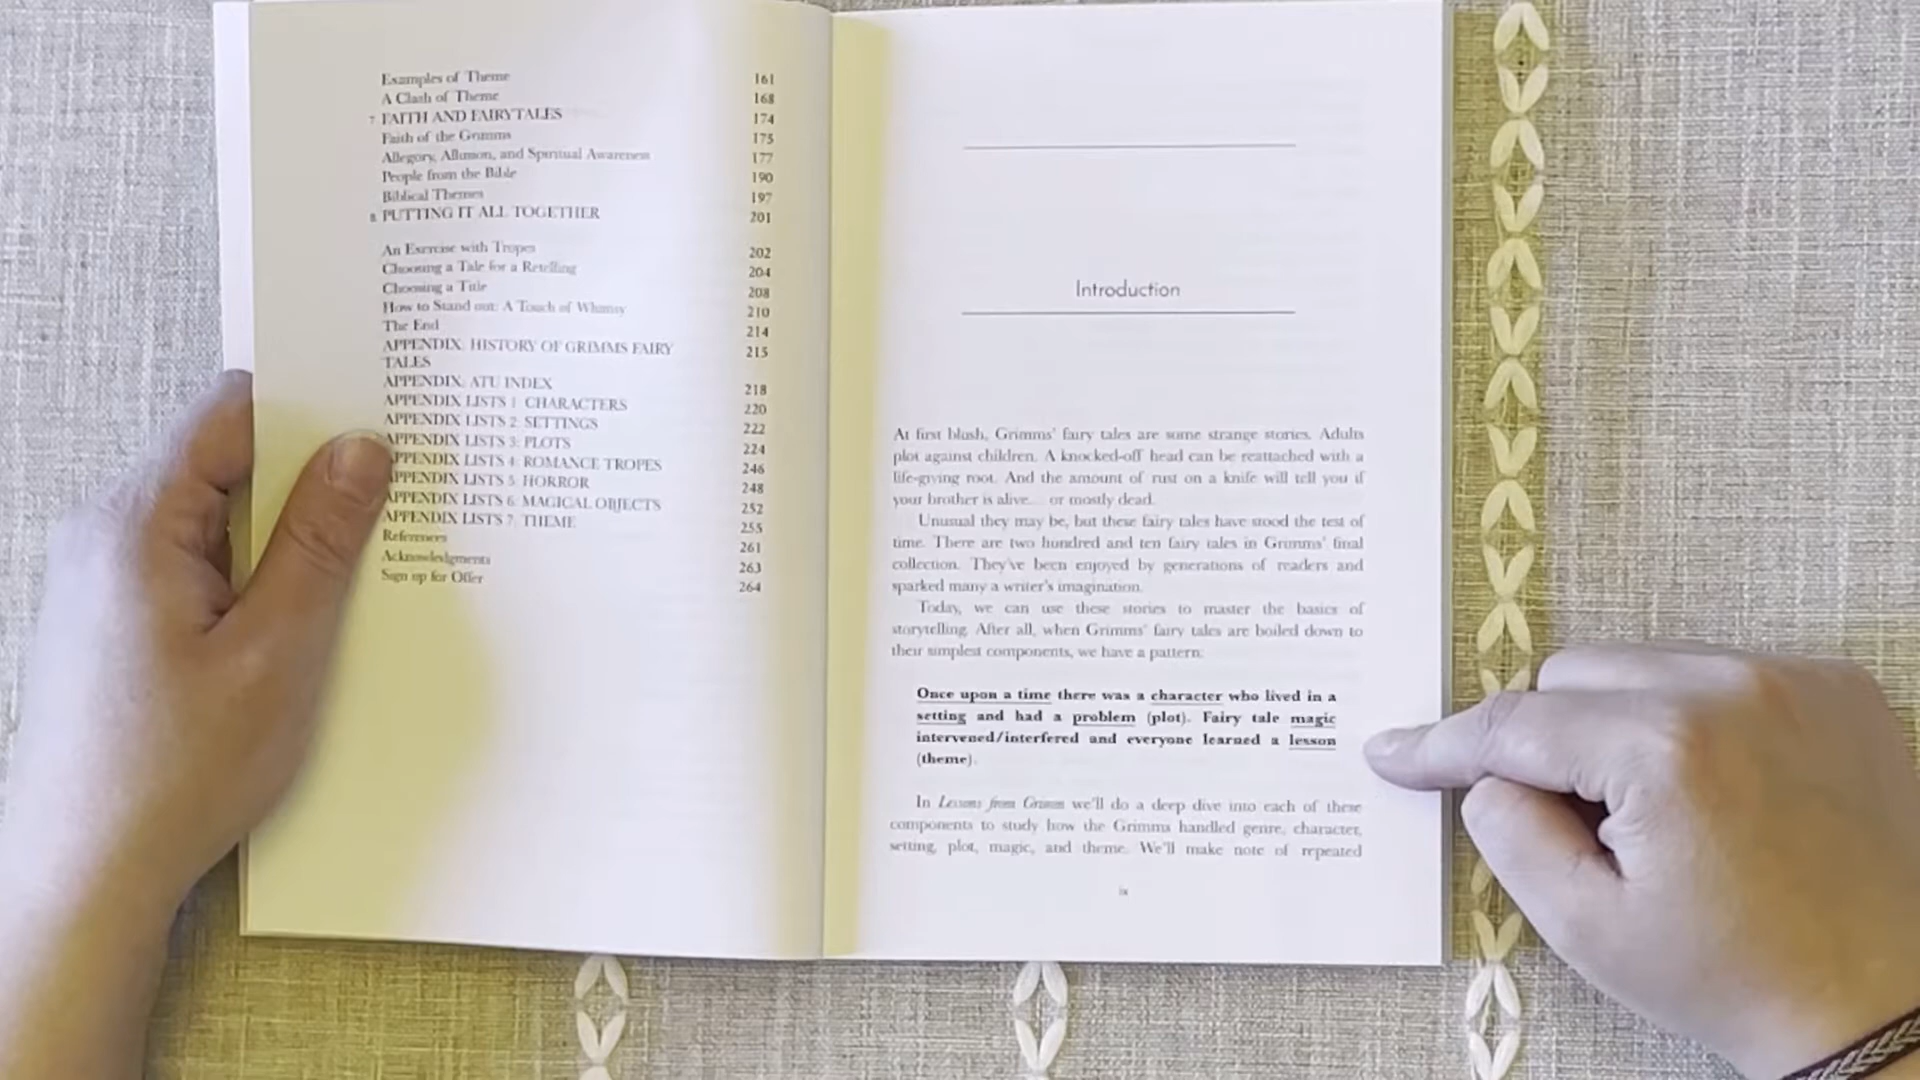 Examples of Theme 161
A Clash of Theme 168
7 FAITH AND FAIRYTALES 174
Faith of the Grimms 175
Allegory, Allusion, and Spiritual Awareness 177
People from the Bible 190
Biblical Themes 197
8 PUTTING IT ALL TOGETHER 201
An Exercise with Tropes 202
Choosing a Tale for a Retelling 204
Choosing a Title 208
How to Stand out: A Touch of Whimsy 210
The End 214
APPENDIX: HISTORY OF GRIMMS FAIRY 215
TALES
APPENDIX: ATU INDEX 218
APPENDIX LISTS 1: CHARACTERS 220
APPENDIX LISTS 2: SETTINGS 222
APPENDIX LISTS 3: PLOTS 224
APPENDIX LISTS 4: ROMANCE TROPES 246
APPENDIX LISTS 5: HORROR 248
APPENDIX LISTS 6: MAGICAL OBJECTS 252
APPENDIX LISTS 7: THEME 255
References 261
Acknowledgments 263
Sign up for Offer 264
Introduction
At first blush, Grimms' fairy tales are some strange stories. Adults
plot against children. A knocked-off head can be reattached with a
life-giving root. And the amount of rust on a knife will tell you if
your brother is alive... or mostly dead.
Unusual they may be, but these fairy tales have stood the test of
time. There are two hundred and ten fairy tales in Grimms' final
collection. They've been enjoyed by generations of readers and
sparked many a writer's imagination.
Today, we can use these stories to master the basics of
storytelling. After all, when Grimms' fairy tales are boiled down to
their simplest components, we have a pattern:
Once upon a time there was a character who lived in a
setting and had a problem (plot). Fairy tale magic
intervened/interfered and everyone learned a lesson
(theme).
In Lessons from Grimm we'll do a deep dive into each of these
components to study how the Grimms handled genre, character,
setting, plot, magic, and theme. We'll make note of repeated
ix